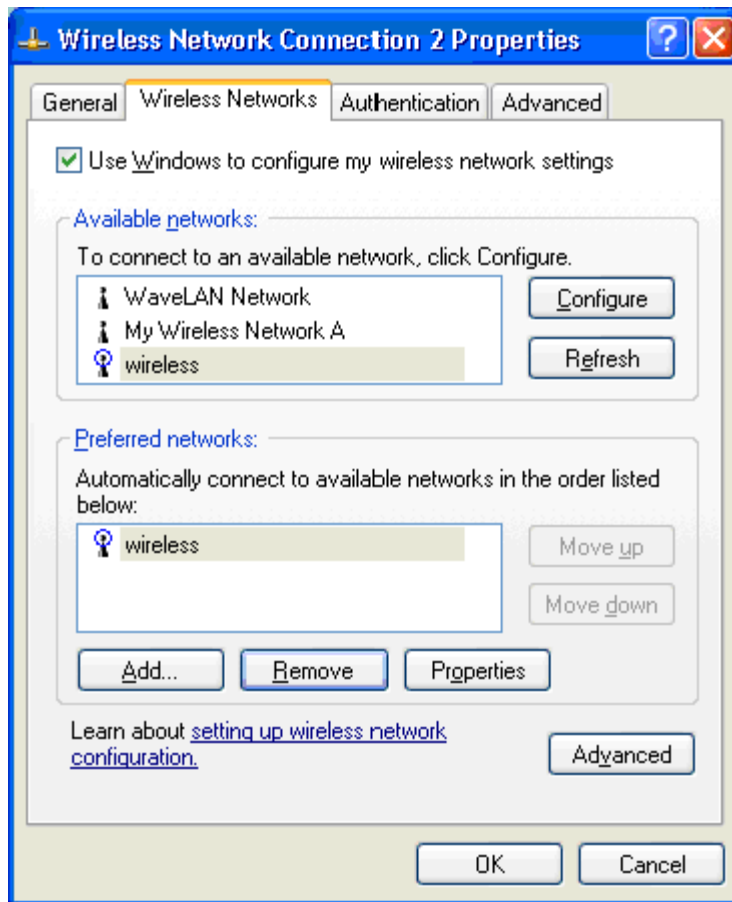 Wireless Network Connection 2 Properties
General Wireless Networks Authentication Advanced
Use Windows to configure my wireless network settings
Available networks:
To connect to an available network, click Configure.
WaveLAN Network
My Wireless Network A
wireless
Configure
Refresh
Preferred networks:
Automatically connect to available networks in the order listed
below:
wireless
Move up
Move down
Add... Remove Properties
Learn about setting up wireless network
configuration.
Advanced
OK Cancel